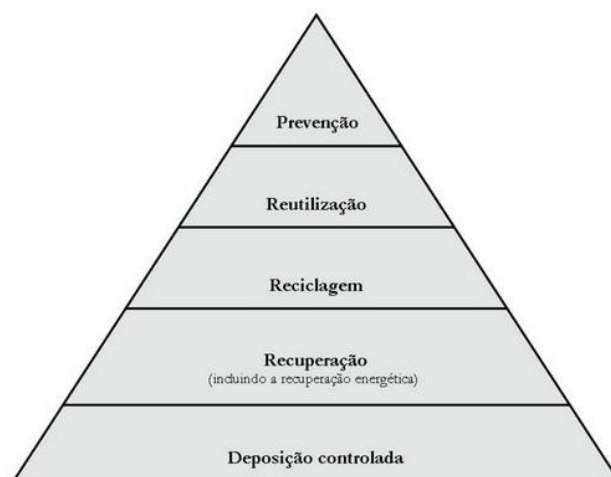 Prevenção
Reutilização
Reciclagem
Recuperação
(incluindo a recuperação energética)
Deposição controlada